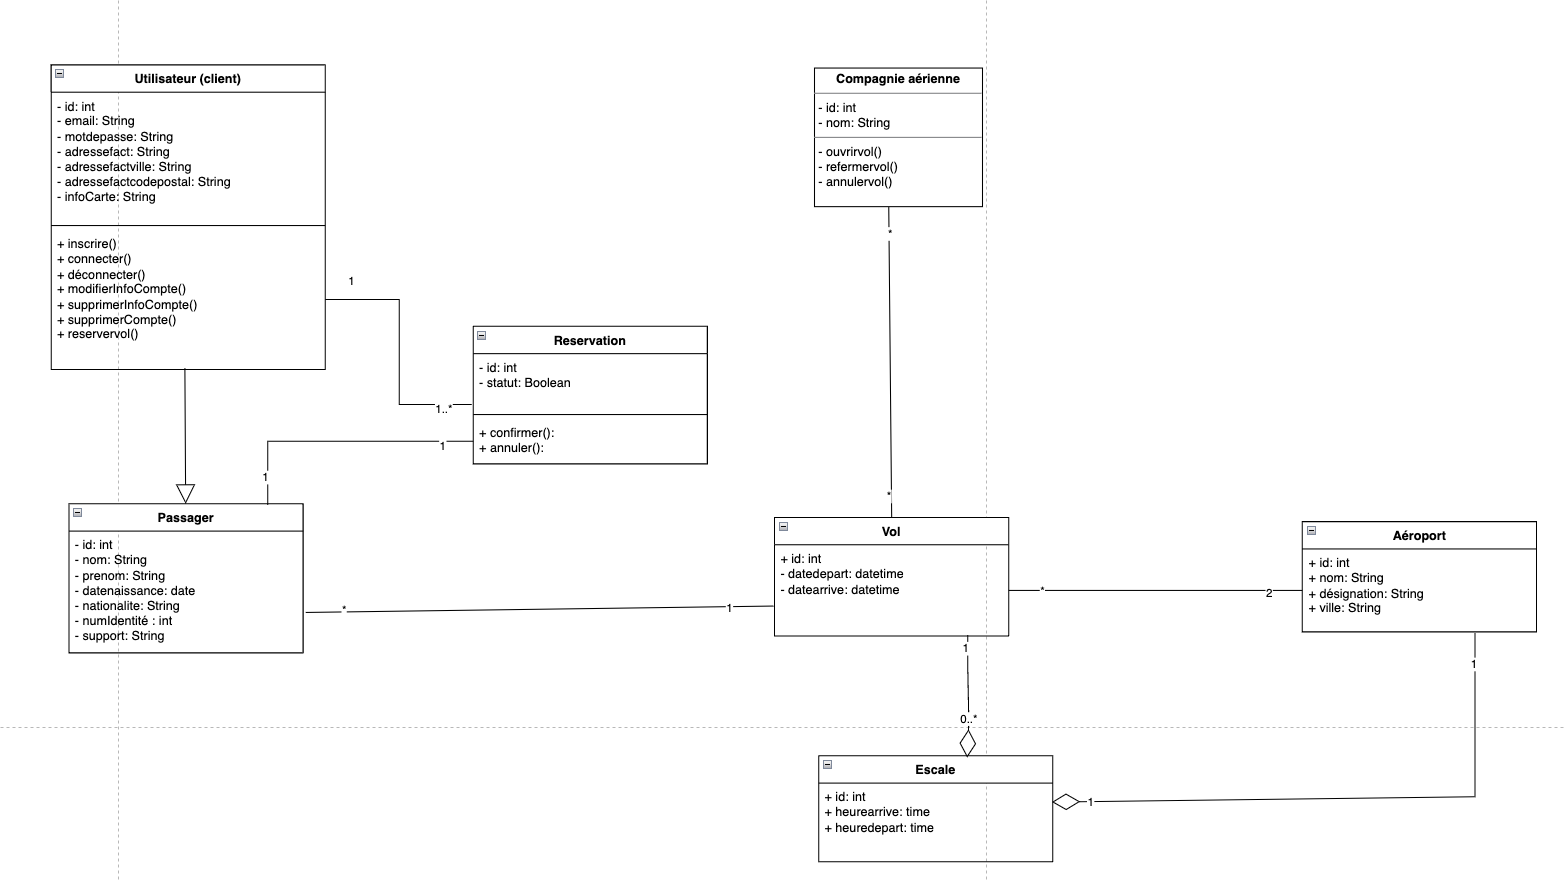 Utilisateur (client)
- id: int
- email: String
- motdepasse: String
- adressefact: String
- adressefactville: String
- adressefactcodepostal: String
- infoCarte: String
+ inscrire()
+ connecter()
+ déconnecter()
+ modifierInfoCompte()
+ supprimerInfoCompte()
+ supprimerCompte()
+ reservervol()
Compagnie aérienne
- id: int
- nom: String
- ouvrirvol()
- refermervol()
- annulervol()
*
*
1
1..*
Reservation
- id: int
- statut: Boolean
+ confirmer():
+ annuler():
1
1
Passager
- id: int
- nom: String
- prenom: String
- datenaissance: date
- nationalite: String
- numIdentité : int
- support: String
*
1
Vol
+ id: int
- datedepart: datetime
- datearrive: datetime
*
2
Aéroport
+ id: int
+ nom: String
+ désignation: String
+ ville: String
1
0..*
1
Escale
+ id: int
+ heurearrive: time
+ heuredepart: time
1